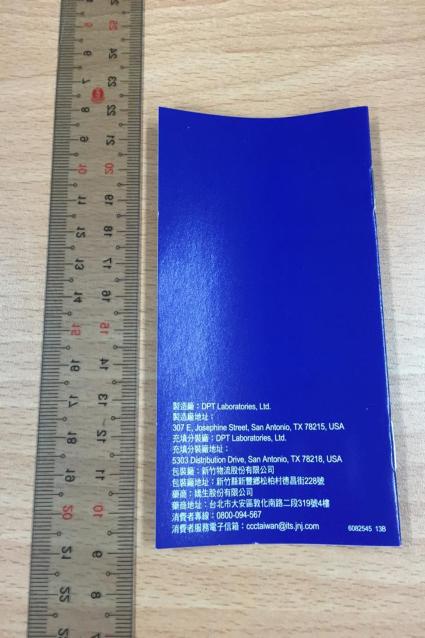 製造廠：DPT Laboratories, Ltd.
製造廠地址：
307 E, Josephine Street, San Antonio, TX 78215, USA
充填分裝廠：DPT Laboratories, Ltd.
充填分裝廠地址：
5303 Distribution Drive, San Antonio, TX 78218, USA
包裝廠：新竹物流股份有限公司
包裝廠地址：新竹縣新豐鄉松柏村德昌街228號
藥商：嬌生股份有限公司
藥商地址：台北市大安區敦化南路二段319號4樓
消費者專線：0800-094-567
消費者服務電子信箱：ccctaiwan@its.jnj.com
6082545 13B